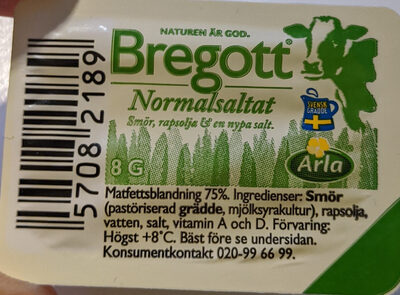 NATUREN ÄR GOD.
Bregott®
Normalsaltat
Smör, rapsolja & en nypa salt.
SVENSK
GRÄDDE
8 G
Arla
5708 2189
Matfettsblandning 75%. Ingredienser: Smör
(pastöriserad grädde, mjölksyrakultur), rapsolja,
vatten, salt, vitamin A och D. Förvaring:
Högst +8°C. Bäst före se undersidan.
Konsumentkontakt 020-99 66 99.